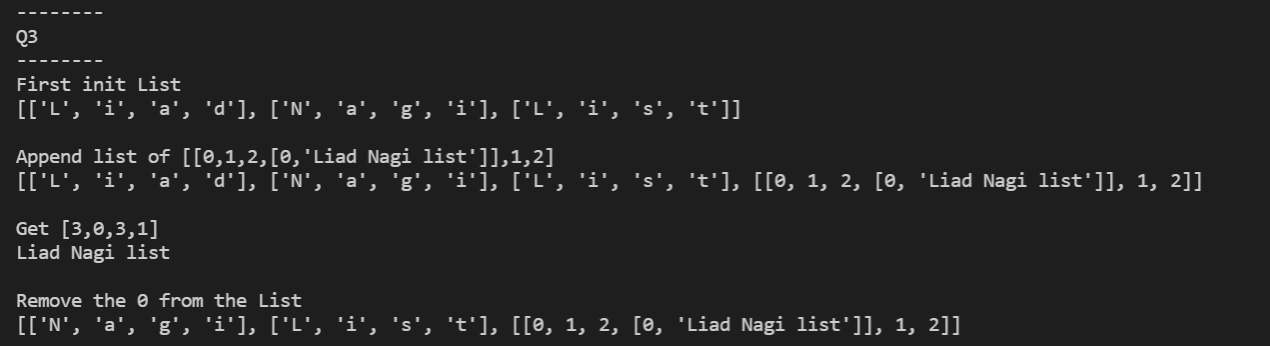 --------
Q3
--------
First init List
[['L', 'i', 'a', 'd'], ['N', 'a', 'g', 'i'], ['L', 'i', 's', 't']]
Append list of [[0,1,2,[0,'Liad Nagi list']],1,2]
[['L', 'i', 'a', 'd'], ['N', 'a', 'g', 'i'], ['L', 'i', 's', 't'], [[0, 1, 2, [0, 'Liad Nagi list']], 1, 2]]
Get [3,0,3,1]
Liad Nagi list
Remove the 0 from the List
[['N', 'a', 'g', 'i'], ['L', 'i', 's', 't'], [[0, 1, 2, [0, 'Liad Nagi list']], 1, 2]]